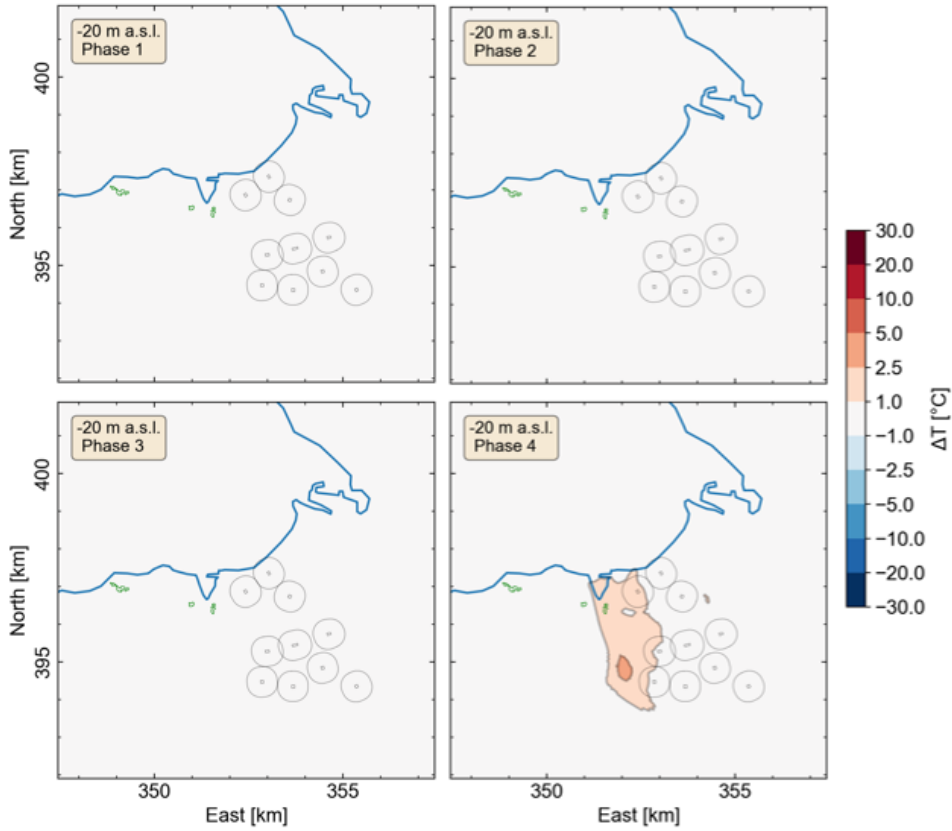 -20 m a.s.l.
Phase 1
-20 m a.s.l.
Phase 2
400
395
North [km]
30.0
20.0
10.0
5.0
2.5
1.0
−1.0
−2.5
−5.0
−10.0
−20.0
−30.0
ΔT [°C]
-20 m a.s.l.
Phase 3
-20 m a.s.l.
Phase 4
400
395
North [km]
350
355
350
355
East [km]
East [km]